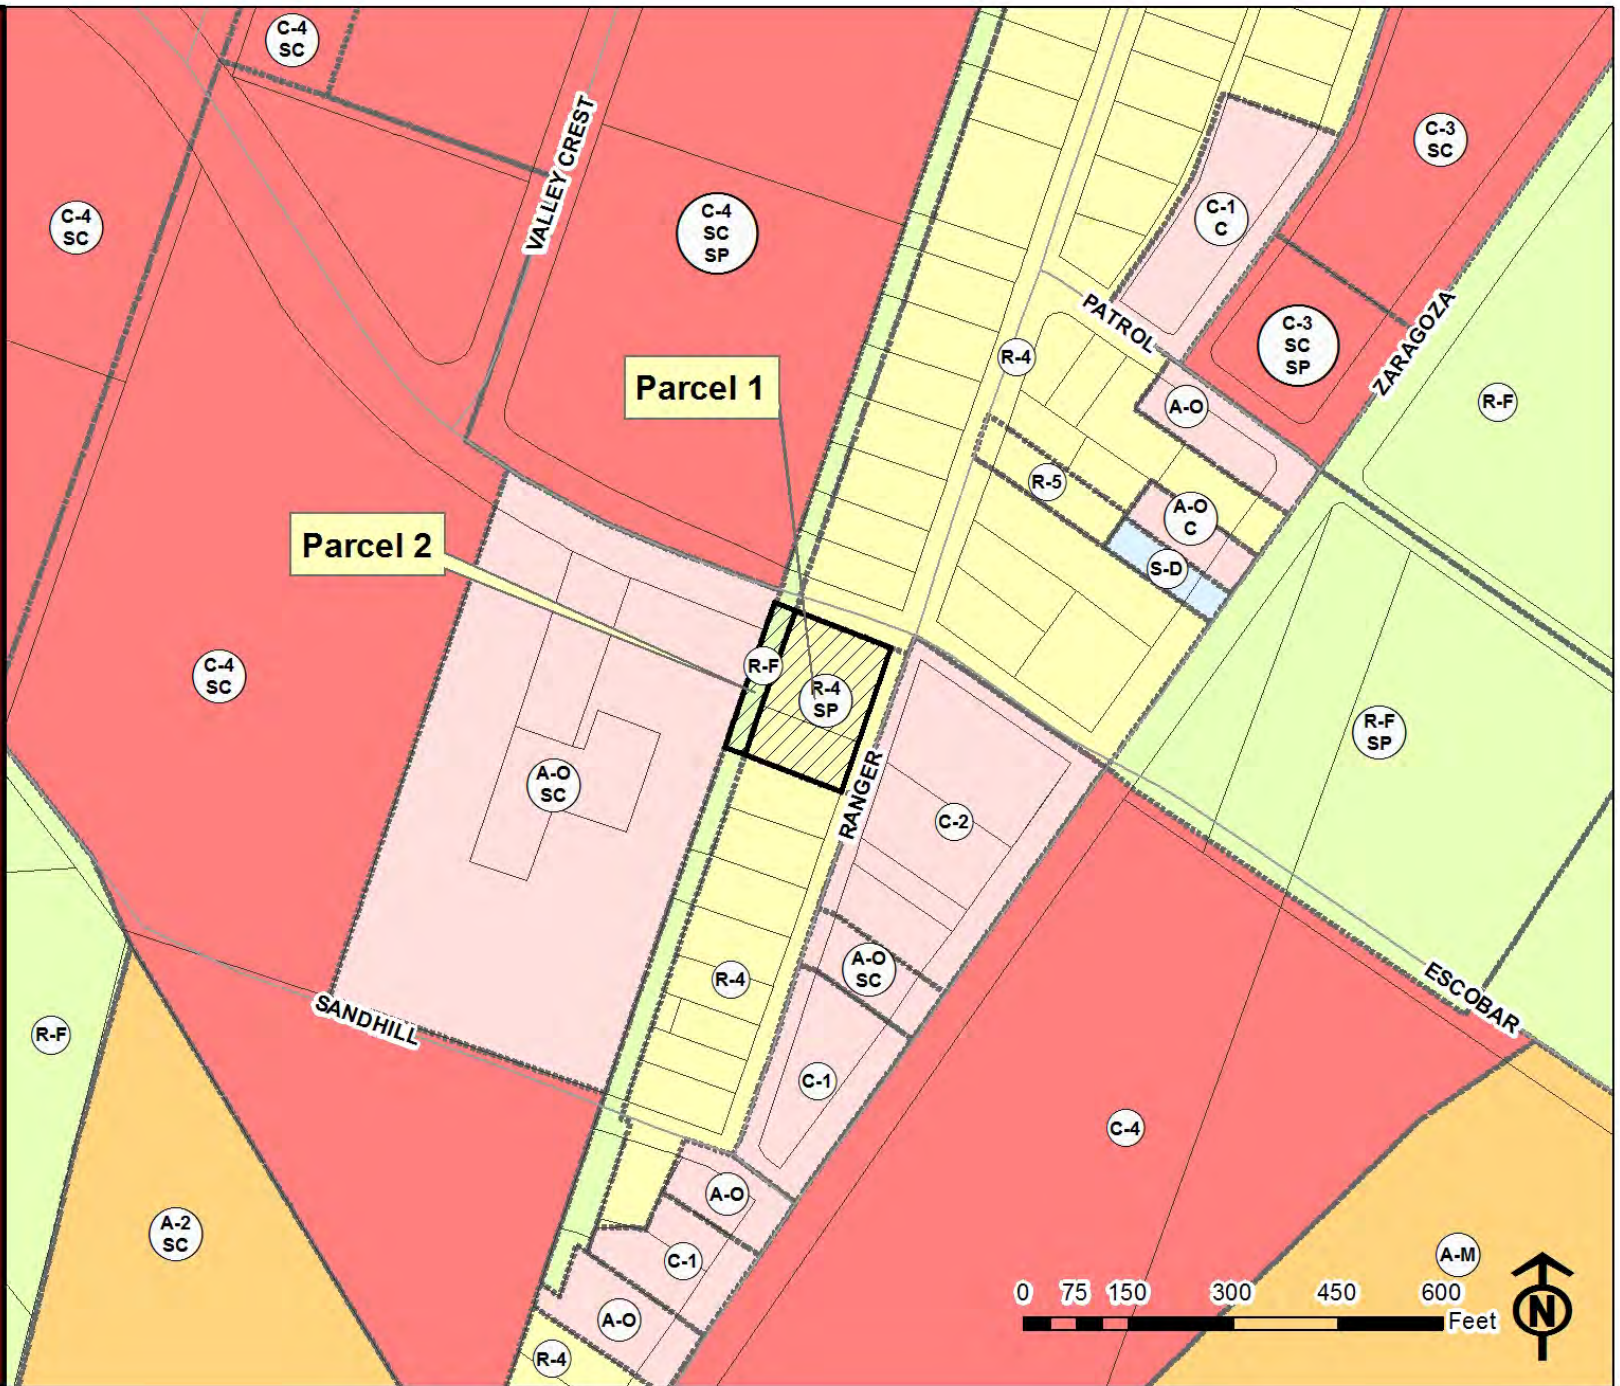 C-4
SC
C-3
SC
C-4
SC
VALLEY CREST
C-4
SC
SP
C-1
C
PATROL
C-3
SC
SP
ZARAGOZA
R-4
Parcel 1
A-O
R-F
R-5
A-O
C
S-D
Parcel 2
R-F
C-4
SC
R-4
SP
R-F
SP
A-O
SC
RANGER
C-2
R-4
A-O
SC
ESCOBAR
SANDHILL
R-F
C-1
C-4
A-O
A-2
SC
C-1
A-M
0 75 150 300 450 600
Feet
N
A-O
R-4